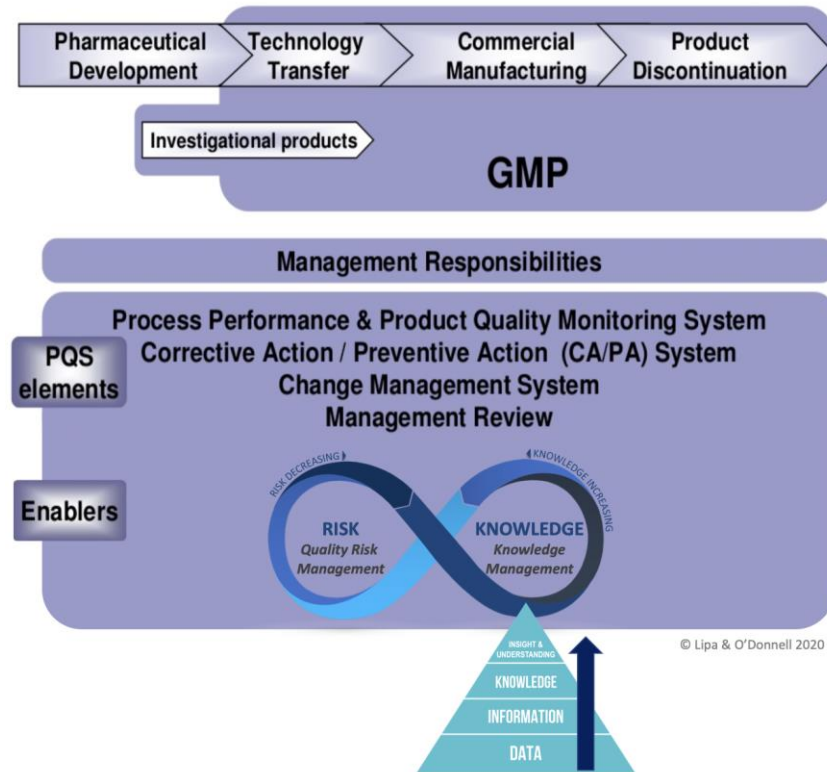 Pharmaceutical
Development
Technology
Transfer
Commercial
Manufacturing
Product
Discontinuation
Investigational products
GMP
Management Responsibilities
Process Performance & Product Quality Monitoring System
PQS
elements
Corrective Action / Preventive Action (CA/PA) System
Change Management System
Management Review
Enablers
RISK DECREASING
RISK
Quality Risk
Management
KNOWLEDGE INCREASING
KNOWLEDGE
Knowledge
Management
© Lipa & O'Donnell 2020
INSIGHT &
UNDERSTANDING
KNOWLEDGE
INFORMATION
DATA